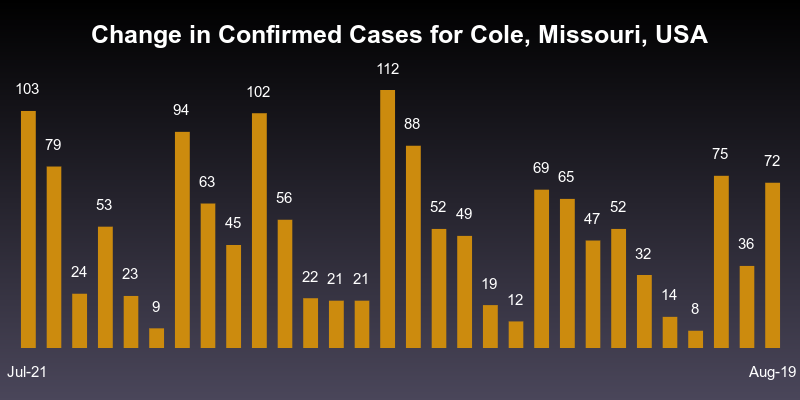 Change in Confirmed Cases for Cole, Missouri, USA
103 79 24 53 23 9 94 63 45 102 56 22 21 21 112 88 52 49 19 12 69 65 47 52 32 14 8 75 36 72
Jul-21 Aug-19